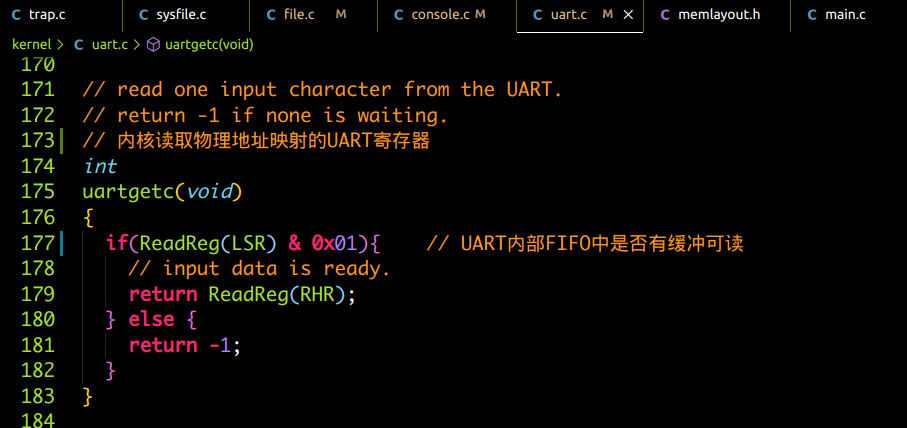 trap.c sysfile.c file.c M console.c M uart.c M memlayout.h main.c
kernel > uart.c > uartgetc(void)
170
171 // read one input character from the UART.
172 // return -1 if none is waiting.
173 // 内核读取物理地址映射的UART寄存器
174 int
175 uartgetc(void)
176 {
177 if(ReadReg(LSR) & 0x01){ // UART内部FIFO中是否有缓冲可读
178 // input data is ready.
179 return ReadReg(RHR);
180 } else {
181 return -1;
182 }
183 }
184